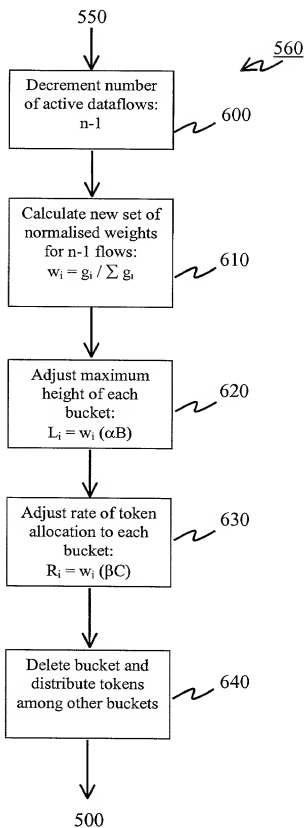 550
560
Decrement number
of active dataflows:
n-1
600
Calculate new set of
normalised weights
for n-1 flows:
wᵢ = gᵢ / Σ gᵢ
610
Adjust maximum
height of each
bucket:
Lᵢ = wᵢ (αB)
620
Adjust rate of token
allocation to each
bucket:
Rᵢ = wᵢ (βC)
630
Delete bucket and
distribute tokens
among other buckets
640
500